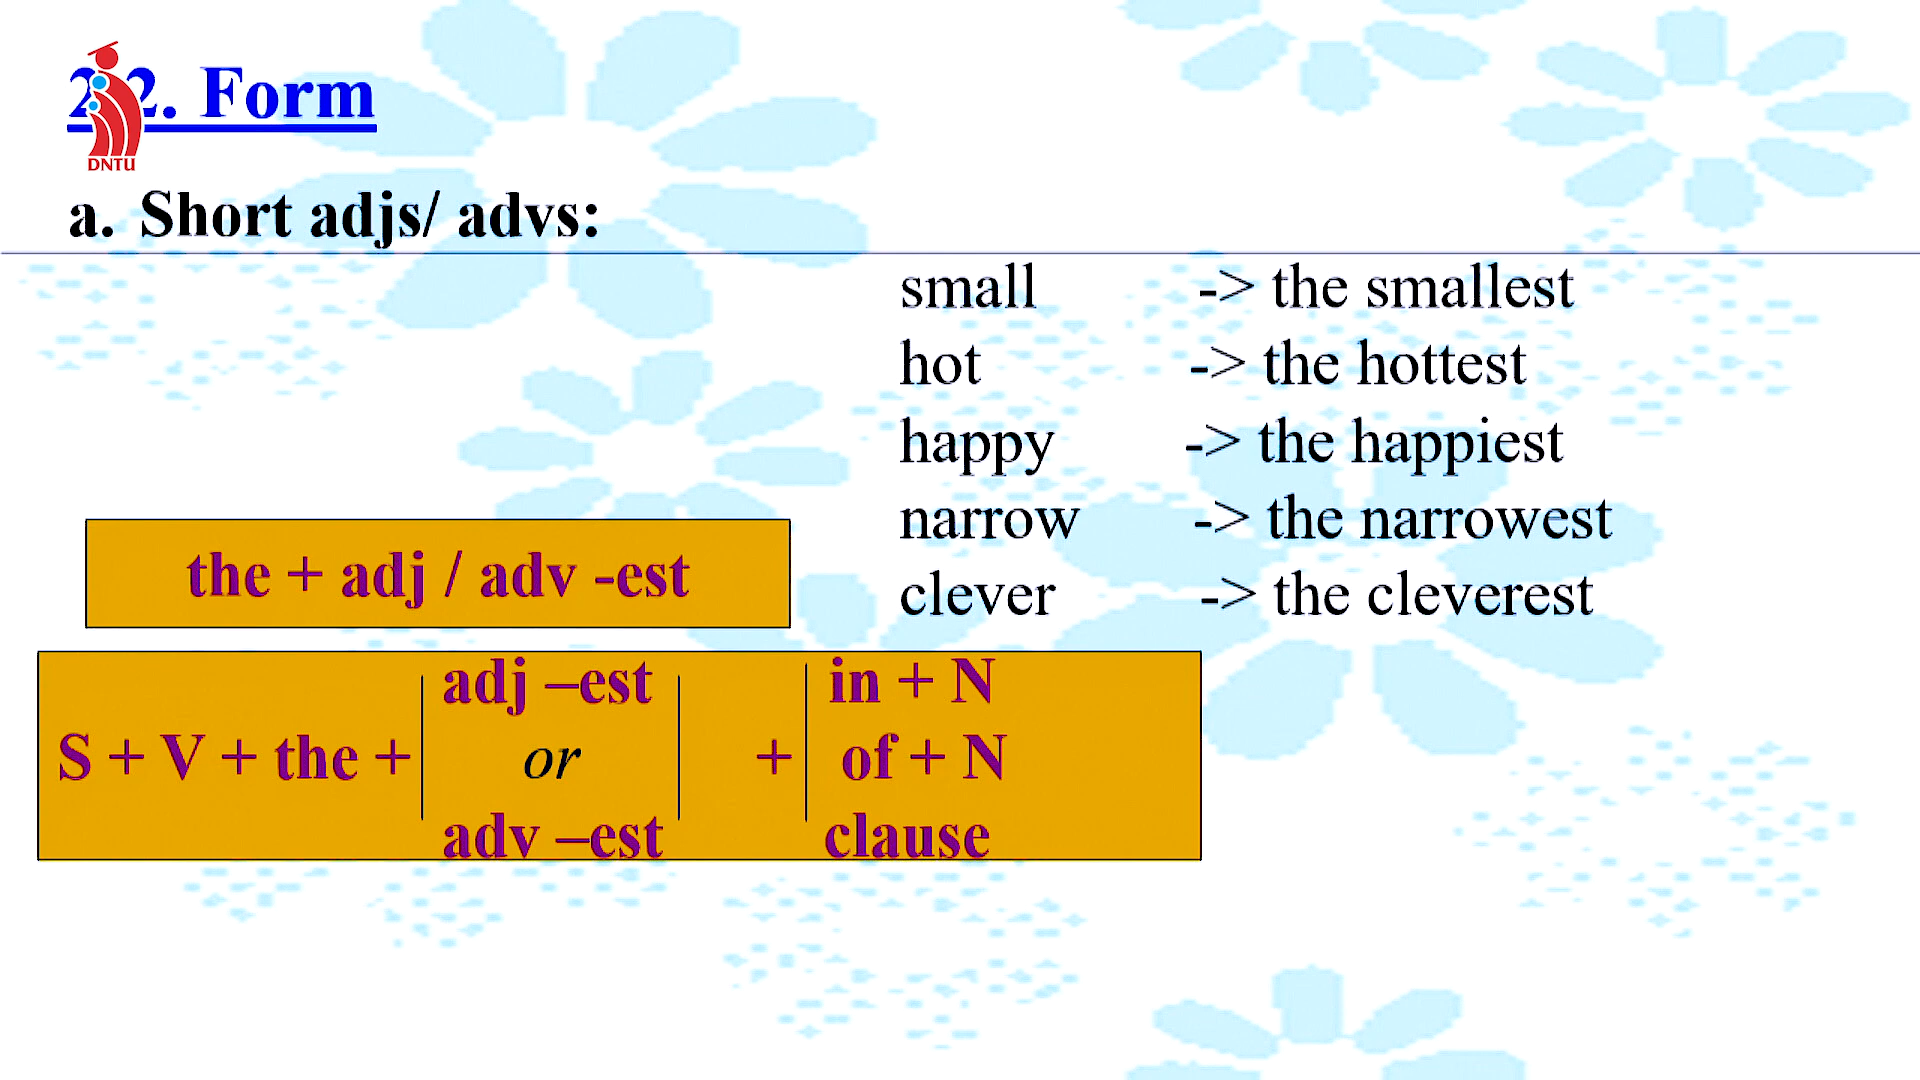 2.2. Form
DNTU
a. Short adjs/ advs:
small -> the smallest
hot -> the hottest
happy -> the happiest
narrow -> the narrowest
clever -> the cleverest
the + adj / adv -est
adj –est in + N
S + V + the + or + of + N
adv –est clause